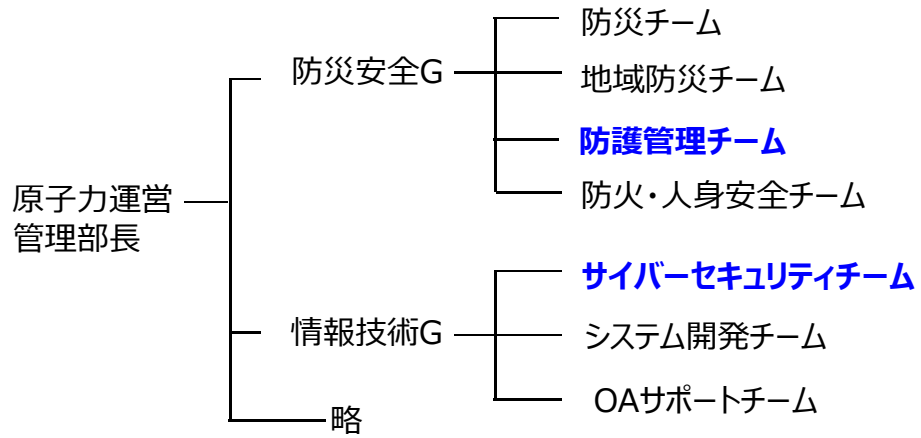 防災チーム
防災安全G
地域防災チーム
防護管理チーム
原子力運営
管理部長
防火・人身安全チーム
サイバーセキュリティチーム
情報技術G
システム開発チーム
OAサポートチーム
略